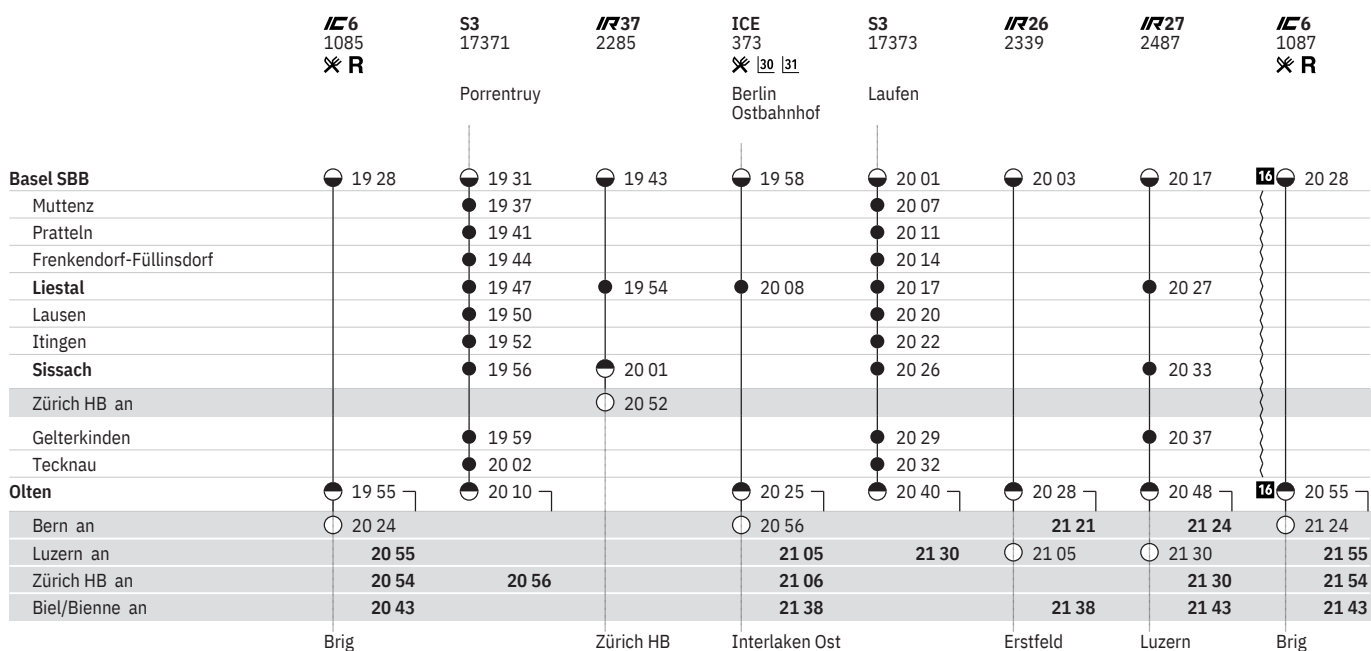 IC6 S3 IR37 ICE S3 IR26 IR27 IC6
1085 17371 2285 373 17373 2339 2487 1087
R 30 31 R
Porrentruy Berlin Laufen
Ostbahnhof
Basel SBB 19 28 19 31 19 43 19 58 20 01 20 03 20 17 16 20 28
Muttenz 19 37 20 07
Pratteln 19 41 20 11
Frenkendorf-Füllinsdorf 19 44 20 14
Liestal 19 47 19 54 20 08 20 17 20 27
Lausen 19 50 20 20
Itingen 19 52 20 22
Sissach 19 56 20 01 20 26 20 33
Zürich HB an 20 52
Gelterkinden 19 59 20 29 20 37
Tecknau 20 02 20 32
Olten 19 55 20 10 20 25 20 40 20 28 20 48 16 20 55
Bern an 20 24 20 56 21 21 21 24 21 24
Luzern an 20 55 21 05 21 30 21 05 21 30 21 55
Zürich HB an 20 54 20 56 21 06 21 30 21 54
Biel/Bienne an 20 43 21 38 21 38 21 43 21 43
Brig Zürich HB Interlaken Ost Erstfeld Luzern Brig